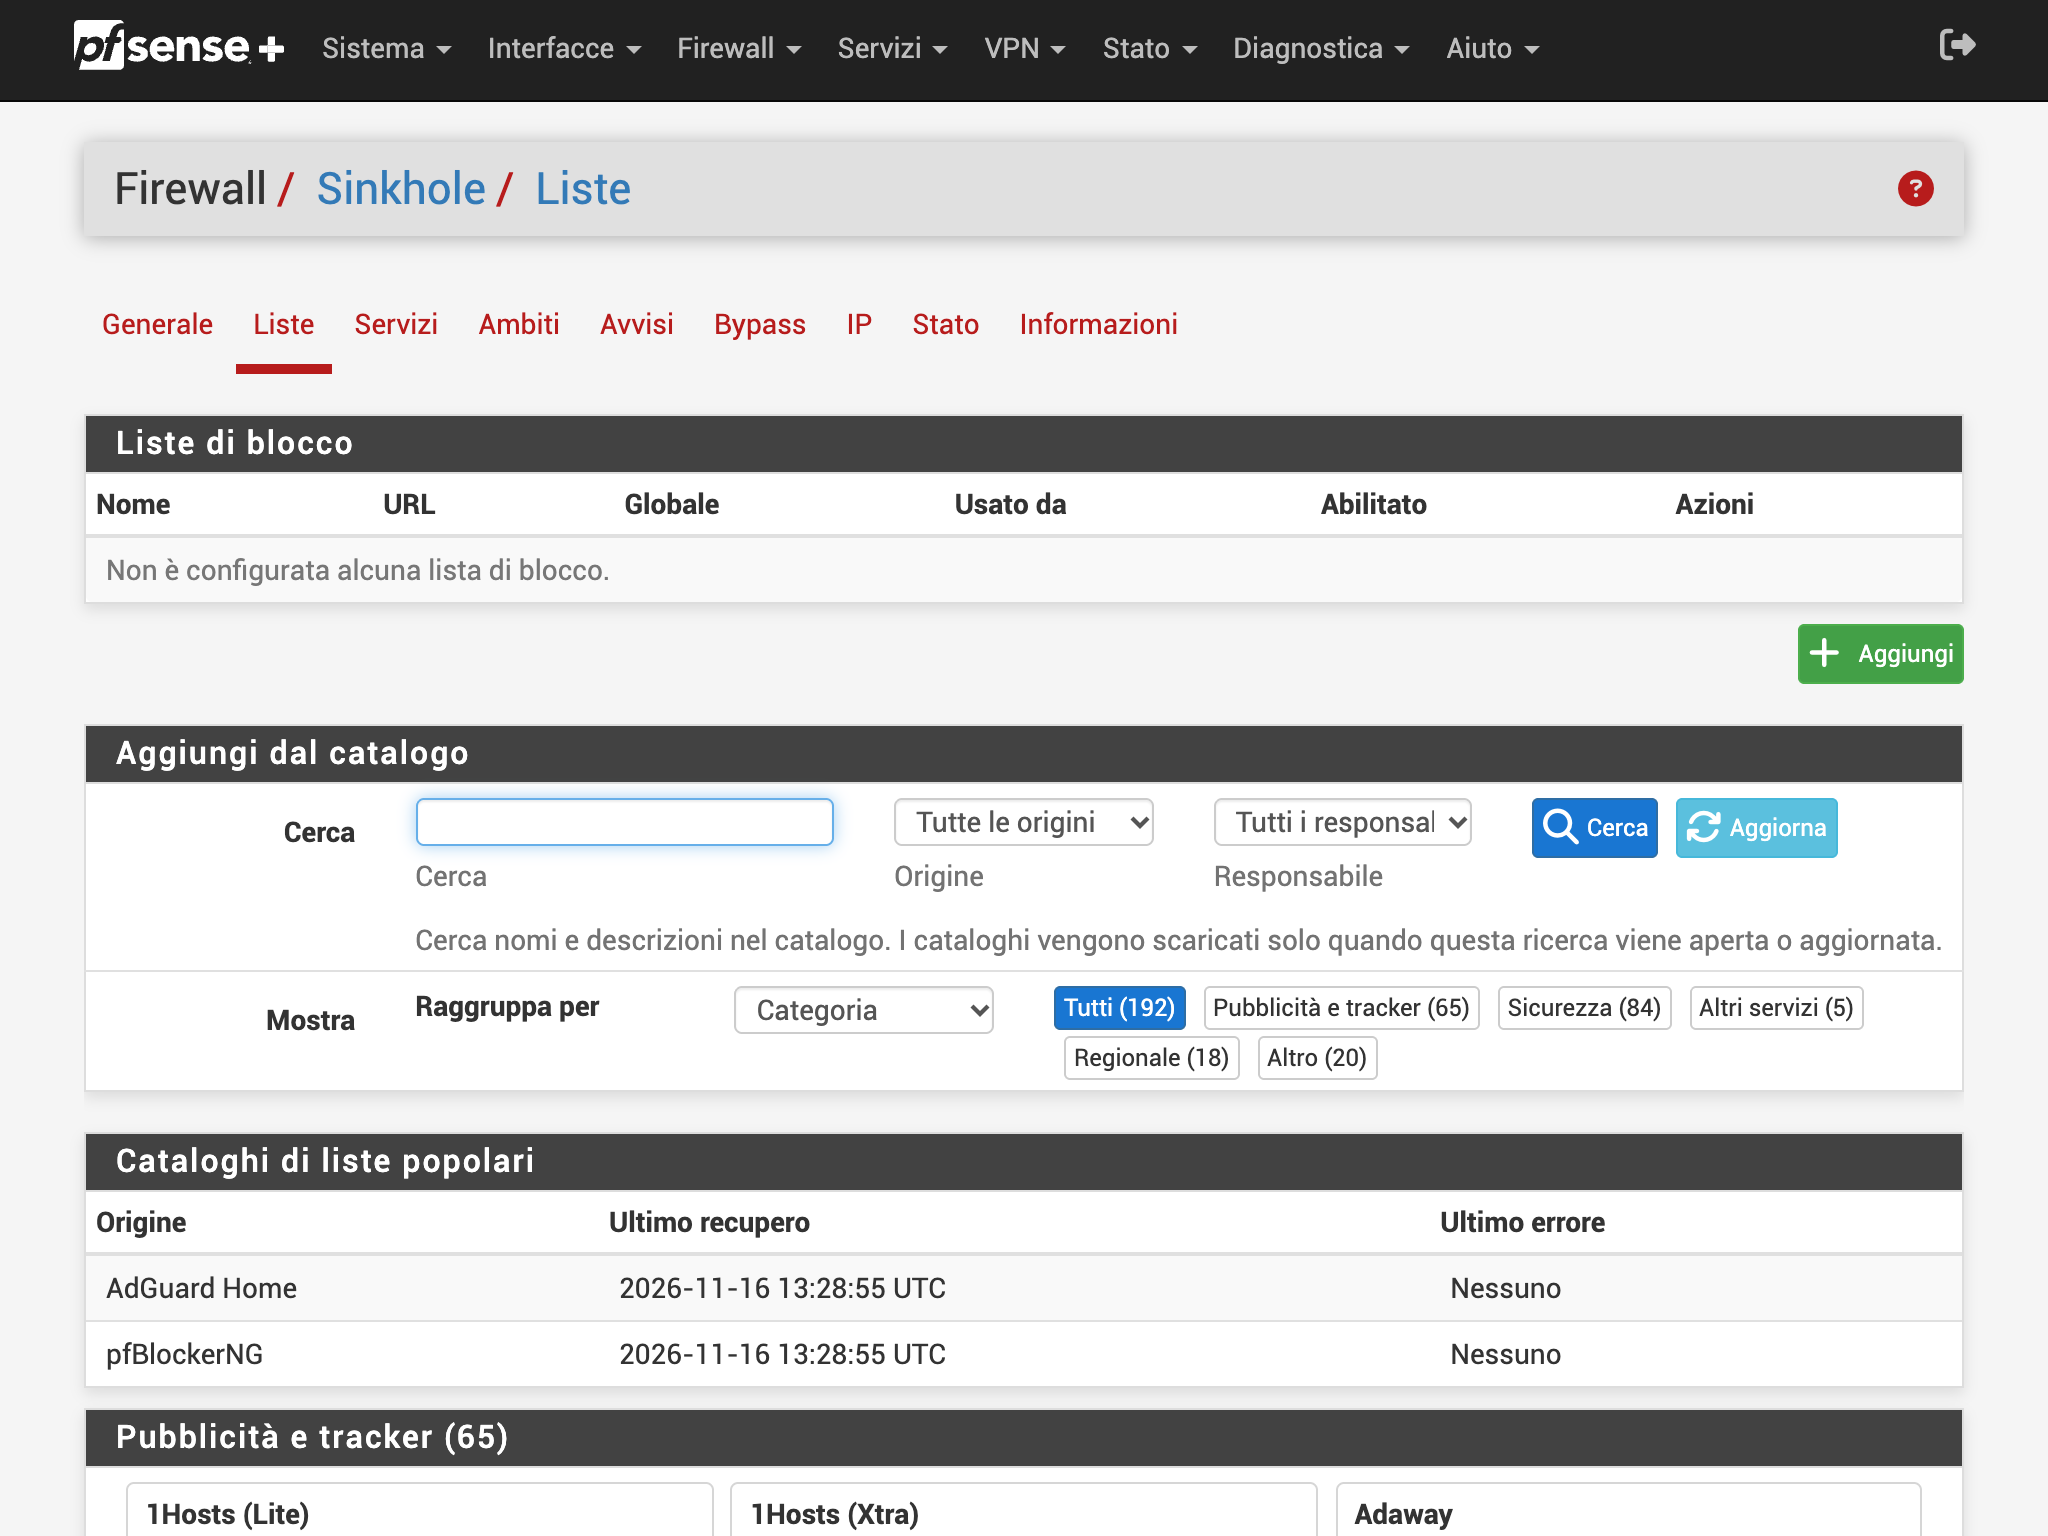 pfsense+ Sistema Interfacce Firewall Servizi VPN Stato Diagnostica Aiuto
Firewall / Sinkhole / Liste
Generale Liste Servizi Ambiti Avvisi Bypass IP Stato Informazioni
Liste di blocco
Nome URL Globale Usato da Abilitato Azioni
Non è configurata alcuna lista di blocco.
Aggiungi
Aggiungi dal catalogo
Cerca Tutte le origini Tutti i responsal Cerca Aggiorna
Cerca Origine Responsabile
Cerca nomi e descrizioni nel catalogo. I cataloghi vengono scaricati solo quando questa ricerca viene aperta o aggiornata.
Mostra Raggruppa per Categoria Tutti (192) Pubblicità e tracker (65) Sicurezza (84) Altri servizi (5)
Regionale (18) Altro (20)
Cataloghi di liste popolari
Origine Ultimo recupero Ultimo errore
AdGuard Home 2026-11-16 13:28:55 UTC Nessuno
pfBlockerNG 2026-11-16 13:28:55 UTC Nessuno
Pubblicità e tracker (65)
1Hosts (Lite) 1Hosts (Xtra) Adaway